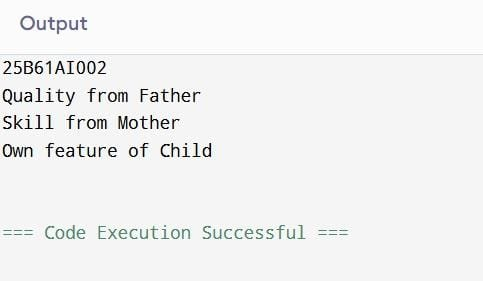 Output
25B61AI002
Quality from Father
Skill from Mother
Own feature of Child
=== Code Execution Successful ===